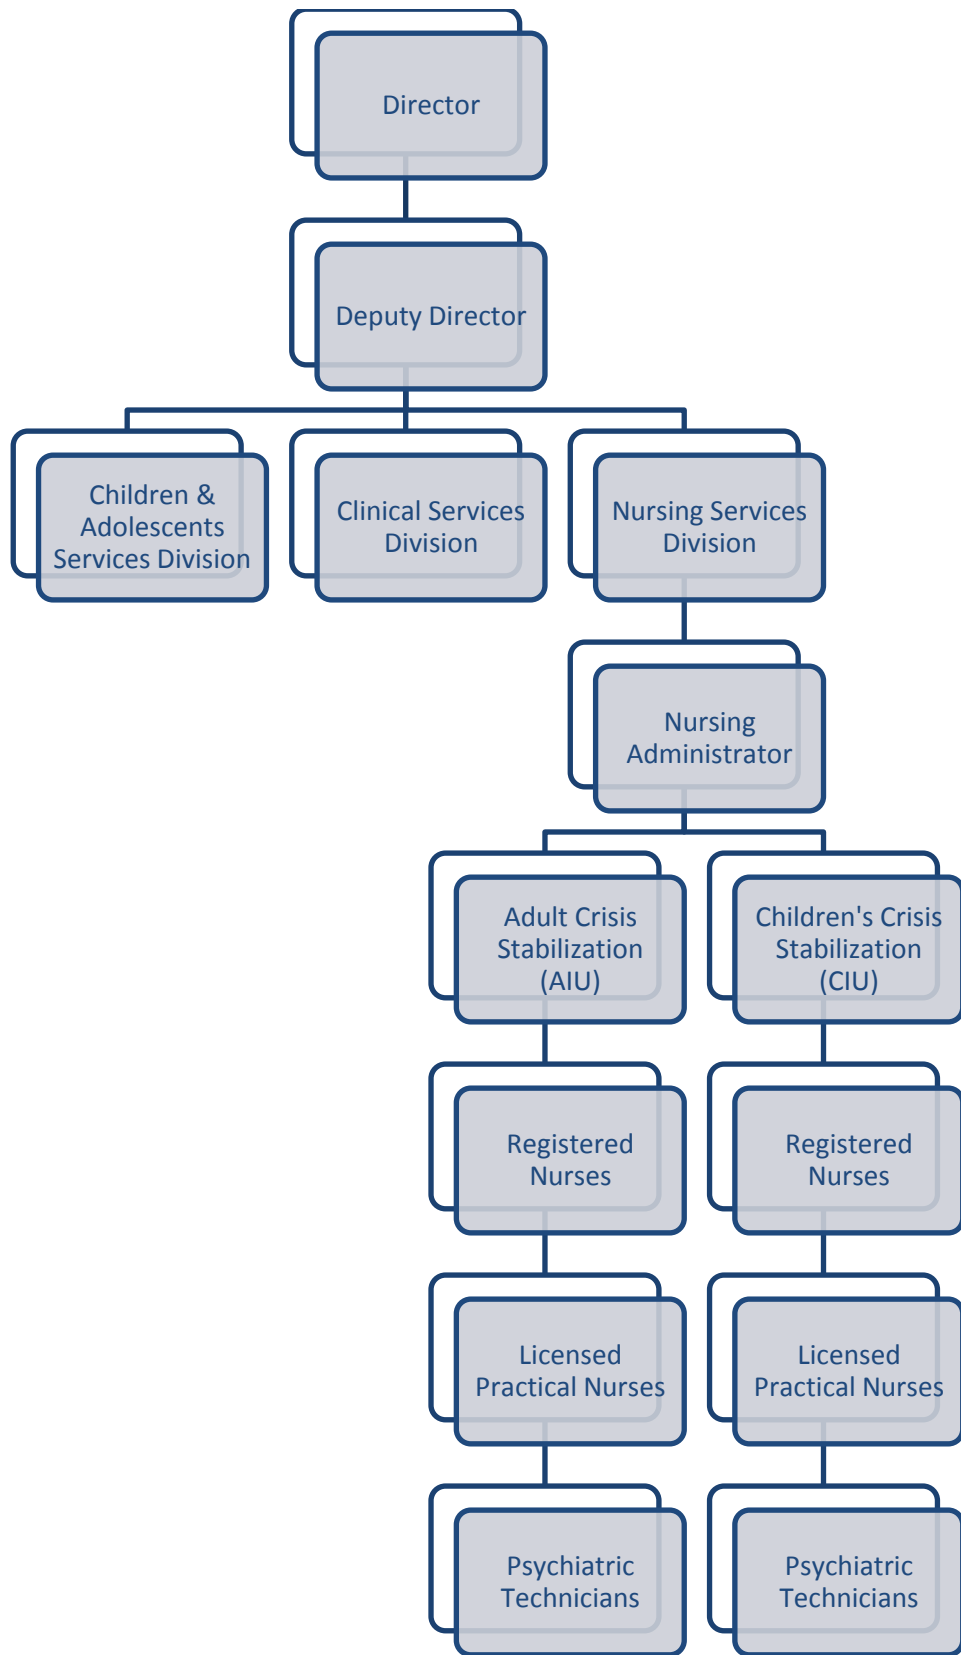 Director
Deputy Director
Children &
Adolescents
Services Division
Clinical Services
Division
Nursing Services
Division
Nursing
Administrator
Adult Crisis
Stabilization
(AIU)
Children's Crisis
Stabilization
(CIU)
Registered
Nurses
Registered
Nurses
Licensed
Practical Nurses
Licensed
Practical Nurses
Psychiatric
Technicians
Psychiatric
Technicians